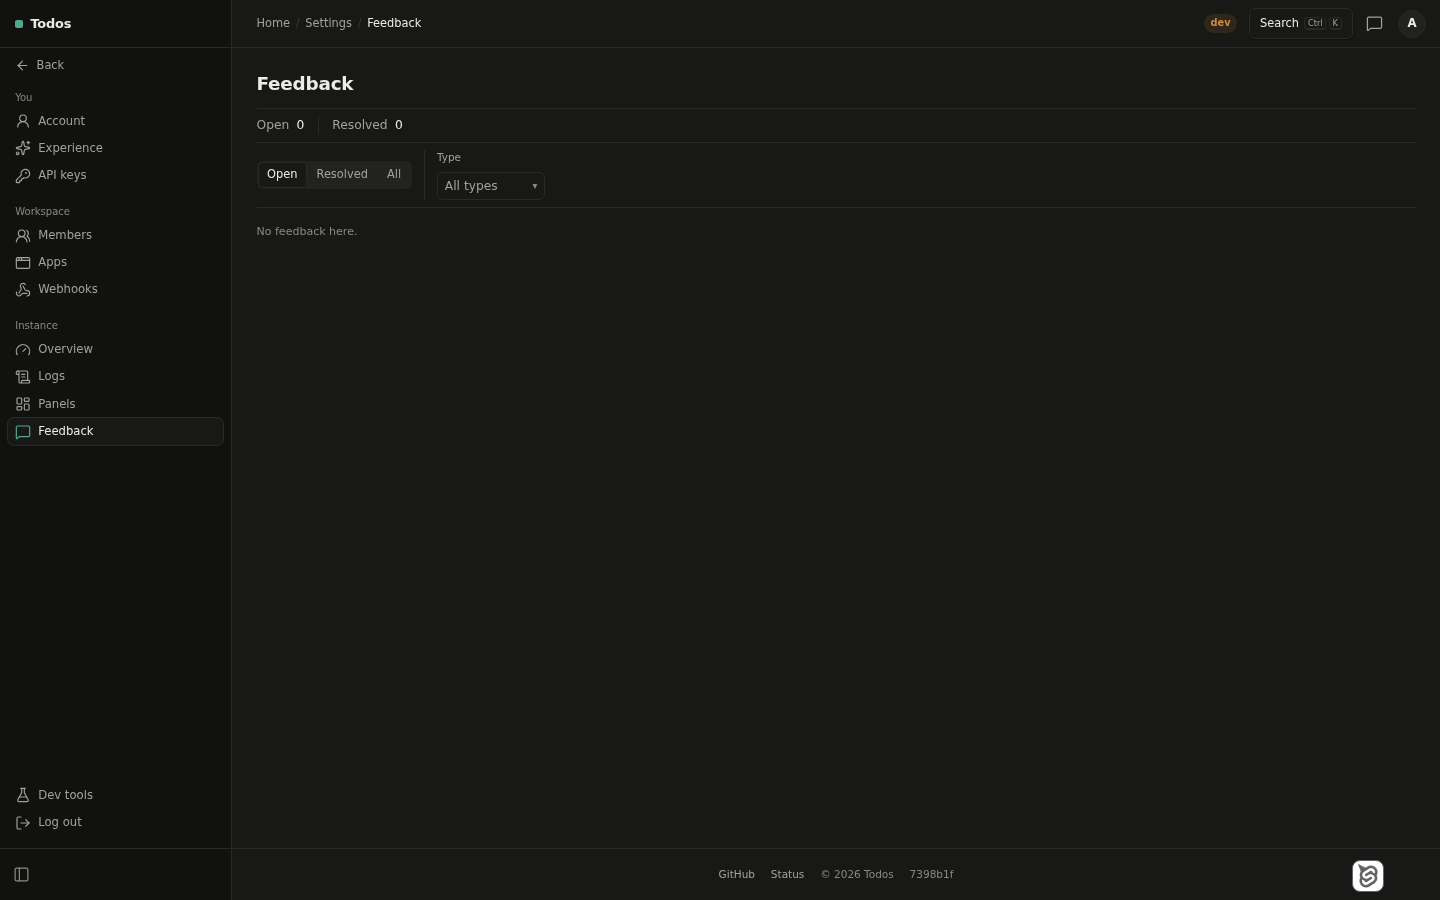 Todos
Home / Settings / Feedback
dev
Search Ctrl K
A
Back
You
Account
Experience
API keys
Workspace
Members
Apps
Webhooks
Instance
Overview
Logs
Panels
Feedback
Dev tools
Log out
Feedback
Open 0
Resolved 0
Open Resolved All
Type
All types
No feedback here.
GitHub Status © 2026 Todos 7398b1f